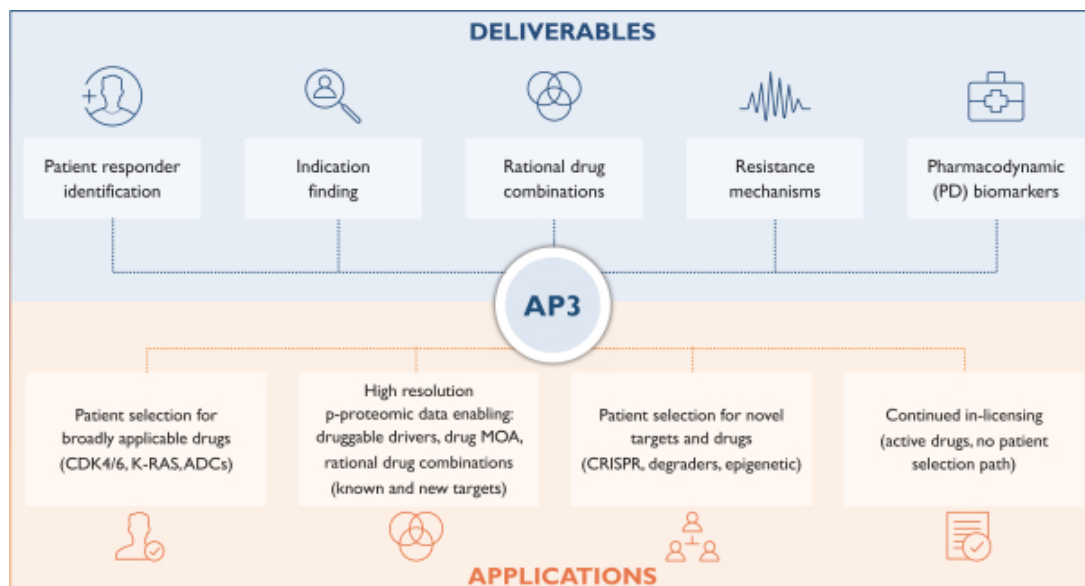 DELIVERABLES
Patient responder
identification
Indication
finding
Rational drug
combinations
Resistance
mechanisms
Pharmacodynamic
(PD) biomarkers
AP3
Patient selection for
broadly applicable drugs
(CDK4/6, K-RAS, ADCs)
High resolution
p-proteomic data enabling:
druggable drivers, drug MOA,
rational drug combinations
(known and new targets)
Patient selection for novel
targets and drugs
(CRISPR, degraders, epigenetic)
Continued in-licensing
(active drugs, no patient
selection path)
APPLICATIONS